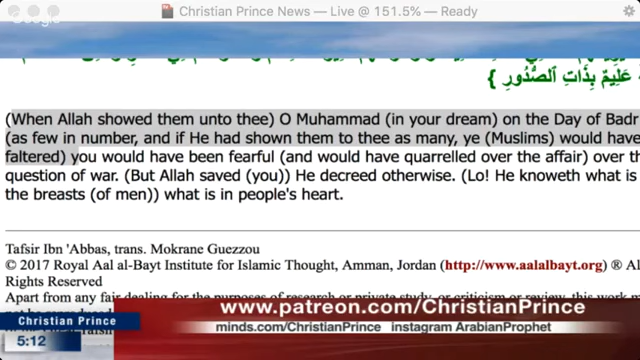 Christian Prince News — Live @ 151.5% — Ready
Google
عَلِيمٌ بِذَاتِ ٱلصُّدُورِ }
(When Allah showed them unto thee) O Muhammad (in your dream) on the Day of Badr
(as few in number, and if He had shown them to thee as many, ye (Muslims) would have
faltered) you would have been fearful (and would have quarrelled over the affair) over th
question of war. (But Allah saved (you)) He decreed otherwise. (Lo! He knoweth what is
the breasts (of men)) what is in people's heart.
Tafsir Ibn 'Abbas, trans. Mokrane Guezzou
© 2017 Royal Aal al-Bayt Institute for Islamic Thought, Amman, Jordan (http://www.aalalbayt.org) ® Al
Rights Reserved
Apart from any fair dealing for the purposes of research or private study, or criticism or review, this work m
www.patreon.com/ChristianPrince
Christian Prince
minds.com/ChristianPrince instagram ArabianProphet
5:12